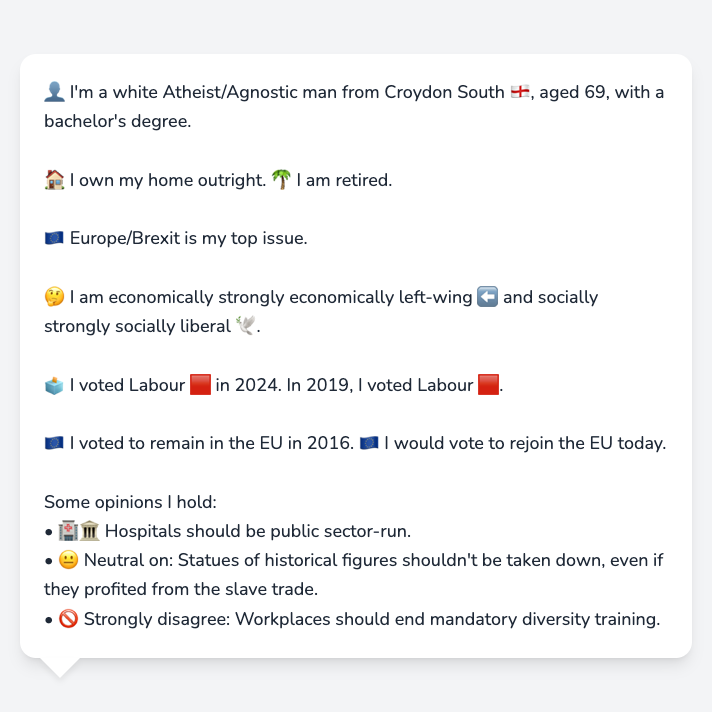 👤 I'm a white Atheist/Agnostic man from Croydon South 🏴󠁧󠁢󠁥󠁮󠁧󠁿, aged 69, with a
bachelor's degree.
🏠 I own my home outright. 🌴 I am retired.
🇪🇺 Europe/Brexit is my top issue.
🤔 I am economically strongly economically left-wing ⬅️ and socially
strongly socially liberal 🕊️.
🗳️ I voted Labour 🟥 in 2024. In 2019, I voted Labour 🟥.
🇪🇺 I voted to remain in the EU in 2016. 🇪🇺 I would vote to rejoin the EU today.
Some opinions I hold:
• 🏥🏛️ Hospitals should be public sector-run.
• 😐 Neutral on: Statues of historical figures shouldn't be taken down, even if
they profited from the slave trade.
• 🚫 Strongly disagree: Workplaces should end mandatory diversity training.